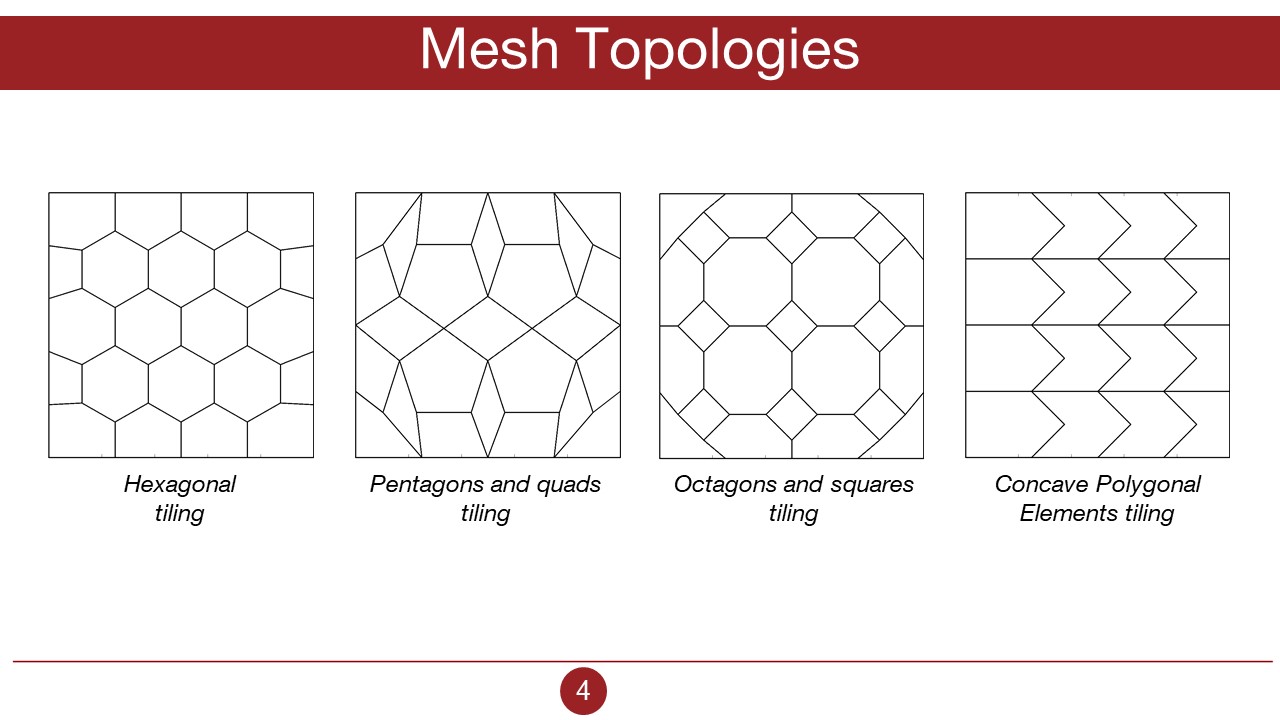 Mesh Topologies
Hexagonal
tiling
Pentagons and quads
tiling
Octagons and squares
tiling
Concave Polygonal
Elements tiling
4